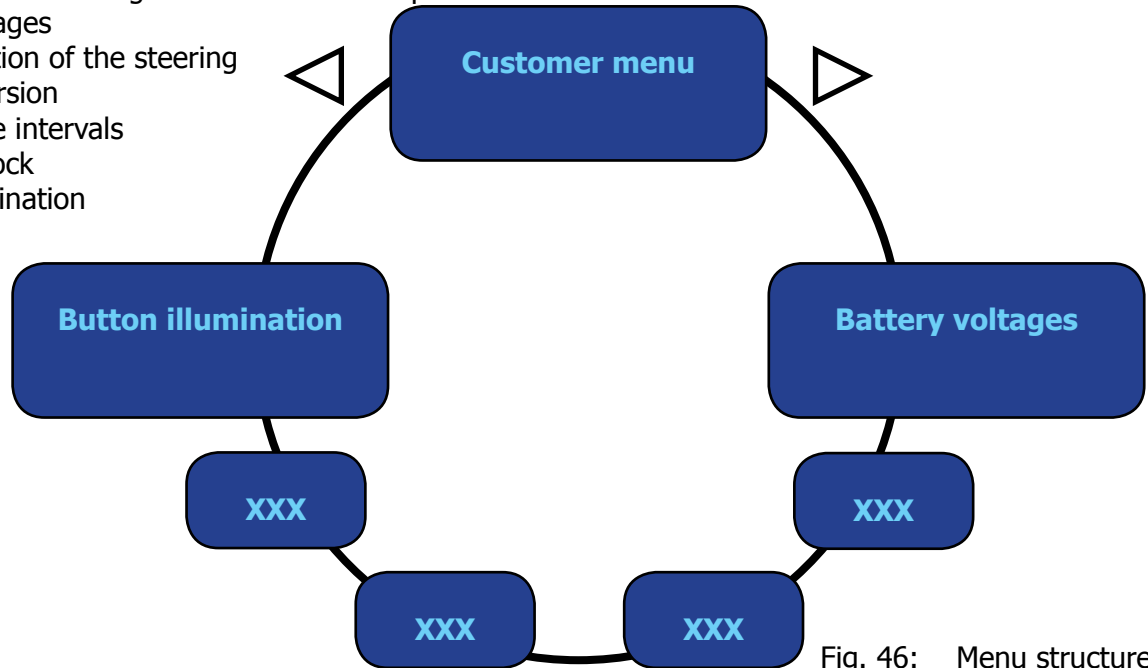 ages
tion of the steering
rsion
e intervals
ock
ination
Customer menu
Button illumination
Battery voltages
XXX
XXX
XXX
XXX
Fig. 46: Menu structure